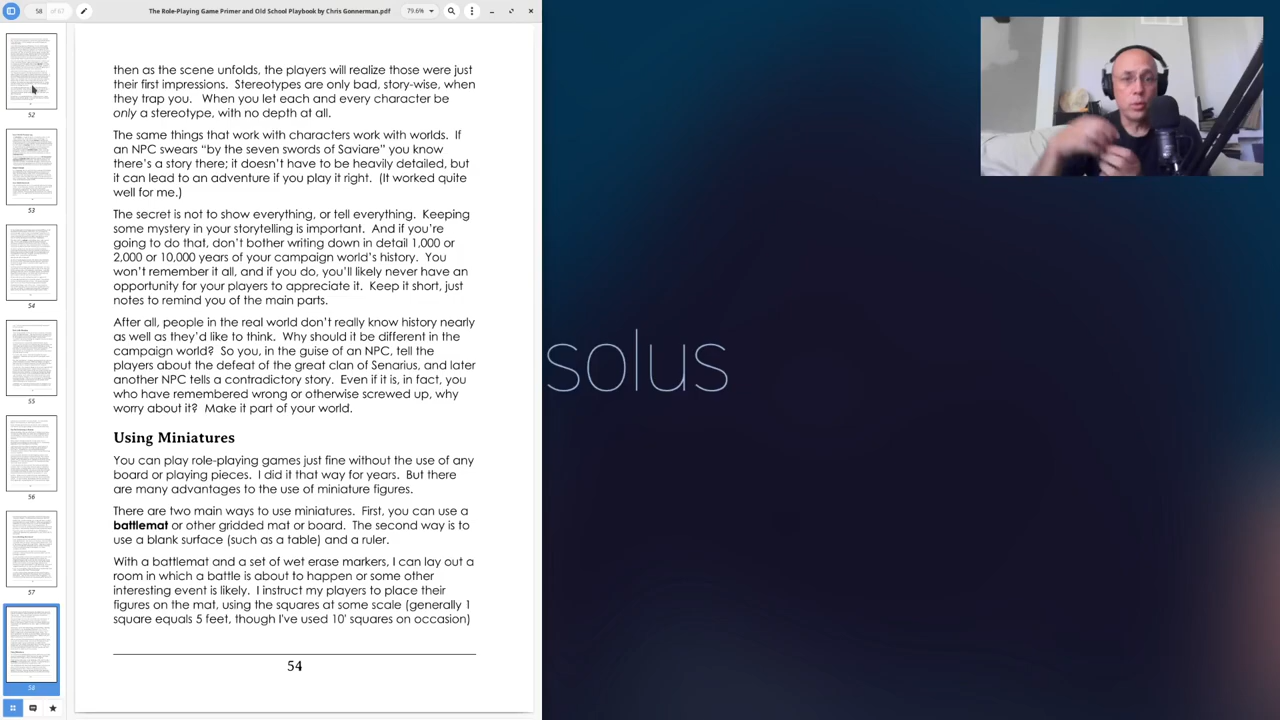 58 of 67
The Role-Playing Game Primer and Old School Playbook by Chris Gonnerman.pdf
79.6%
Then as the story unfolds, the players will realize those were just
their first impressions. Stereotypes are only bad, story-wise, when
they trap you. When you let each and every character be
only a stereotype, with no depth at all.
The same things that work with characters work with worlds. If
an NPC swears "by the seven swords of Saviard" you know
there's a story there; it doesn't have to be heavily detailed, but
it can lead to adventure if you play it right. (It worked quite
well for me.)
The secret is not to show everything, or tell everything. Keeping
some mystery in your storytelling is important. And if you're
going to do so, don't bother writing down in detail 1,000 or
2,000 or 10,000 years of your campaign world's history. You
won't remember it all, and if you do, you'll likely never have an
opportunity for your players to appreciate it. Keep it short, just
notes to remind you of the main parts.
After all, people in the real world don't really know history nearly
as well as they'd like to think. Why should it be different in the
campaign world? So you, in the guise of an NPC, tell the
players about the defeat of the giant clan of Sartarius, and later
another NPC tells a contradictory story. Even if it is, in fact, you
who have remembered wrong or otherwise screwed up, why
worry about it? Make it part of your world.
Using Miniatures
You can play role-playing games just fine without the use of any
board or playing pieces. I did it that way for years. But there
are many advantages to the use of miniature figures.
There are two main ways to use miniatures. First, you can use a
battlemat or other gridded map board. The second way is to
use a blank surface (such as a table) and a ruler.
With a battlemat and a set of wet-erase markers, I can lay out a
room in which a battle is about to happen or some other
interesting event is likely. I instruct my players to place their
figures on the mat, using the squares at some scale (generally 1
square equals 5 feet, though I have used 10' squares on occasion)
54
52
53
54
55
56
57
58
solus